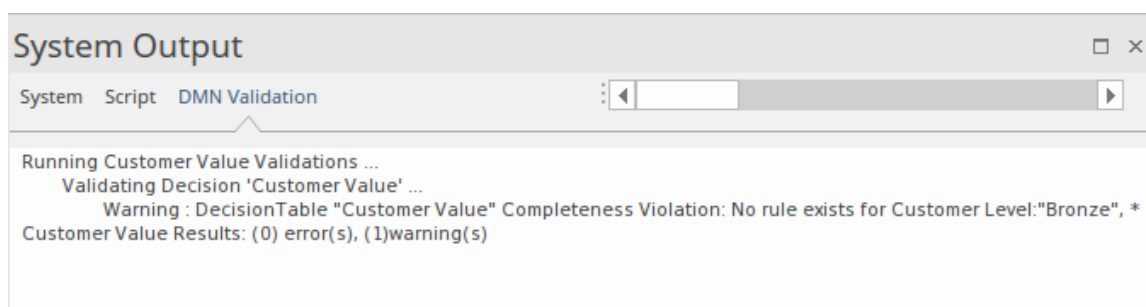 System Output
System Script DMN Validation
Running Customer Value Validations ...
Validating Decision 'Customer Value' ...
Warning : DecisionTable "Customer Value" Completeness Violation: No rule exists for Customer Level:"Bronze", *
Customer Value Results: (0) error(s), (1)warning(s)